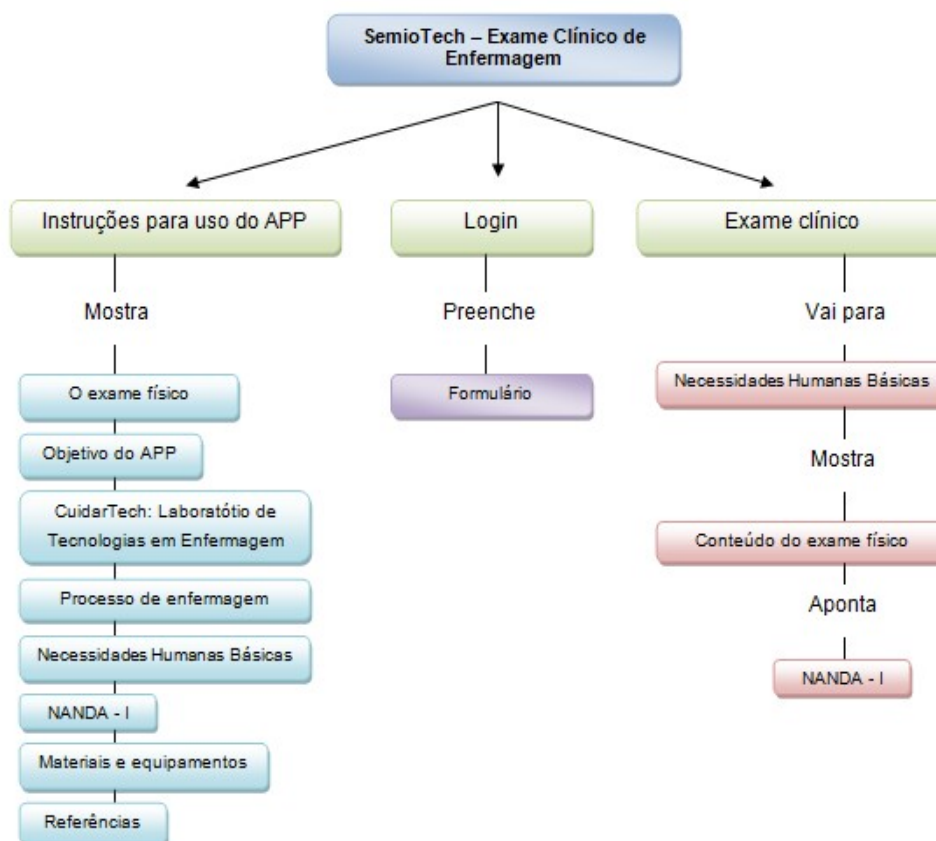 SemioTech – Exame Clínico de
Enfermagem
Instruções para uso do APP
Login
Exame clínico
Mostra
Preenche
Vai para
O exame físico
Objetivo do APP
CuidarTech: Laboratótio de
Tecnologias em Enfermagem
Processo de enfermagem
Necessidades Humanas Básicas
NANDA - I
Materiais e equipamentos
Referências
Formulário
Necessidades Humanas Básicas
Mostra
Conteúdo do exame físico
Aponta
NANDA - I